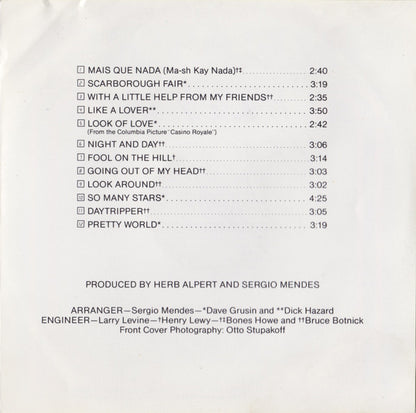 1 MAIS QUE NADA (Ma-sh Kay Nada)†‡ 2:40
2 SCARBOROUGH FAIR* 3:19
3 WITH A LITTLE HELP FROM MY FRIENDS†† 2:35
4 LIKE A LOVER** 3:50
5 LOOK OF LOVE* 2:42
(From the Columbia Picture "Casino Royale")
6 NIGHT AND DAY†† 3:06
7 FOOL ON THE HILL† 3:14
8 GOING OUT OF MY HEAD†† 3:03
9 LOOK AROUND†† 3:02
10 SO MANY STARS* 4:25
11 DAYTRIPPER†† 3:05
12 PRETTY WORLD* 3:19
PRODUCED BY HERB ALPERT AND SERGIO MENDES
ARRANGER—Sergio Mendes—*Dave Grusin and **Dick Hazard
ENGINEER—Larry Levine—†Henry Lewy—†‡Bones Howe and ††Bruce Botnick
Front Cover Photography: Otto Stupakoff